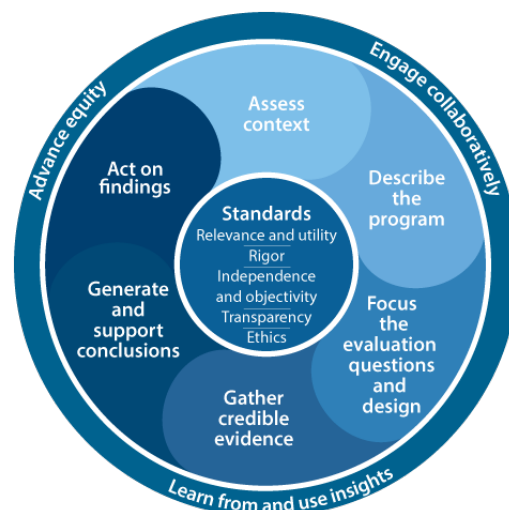 Advance equity
Engage collaboratively
Assess
context
Describe
the
program
Focus
the
evaluation
questions
and
design
Gather
credible
evidence
Generate
and
support
conclusions
Act on
findings
Standards
Relevance and utility
Rigor
Independence
and objectivity
Transparency
Ethics
Learn from and use insights